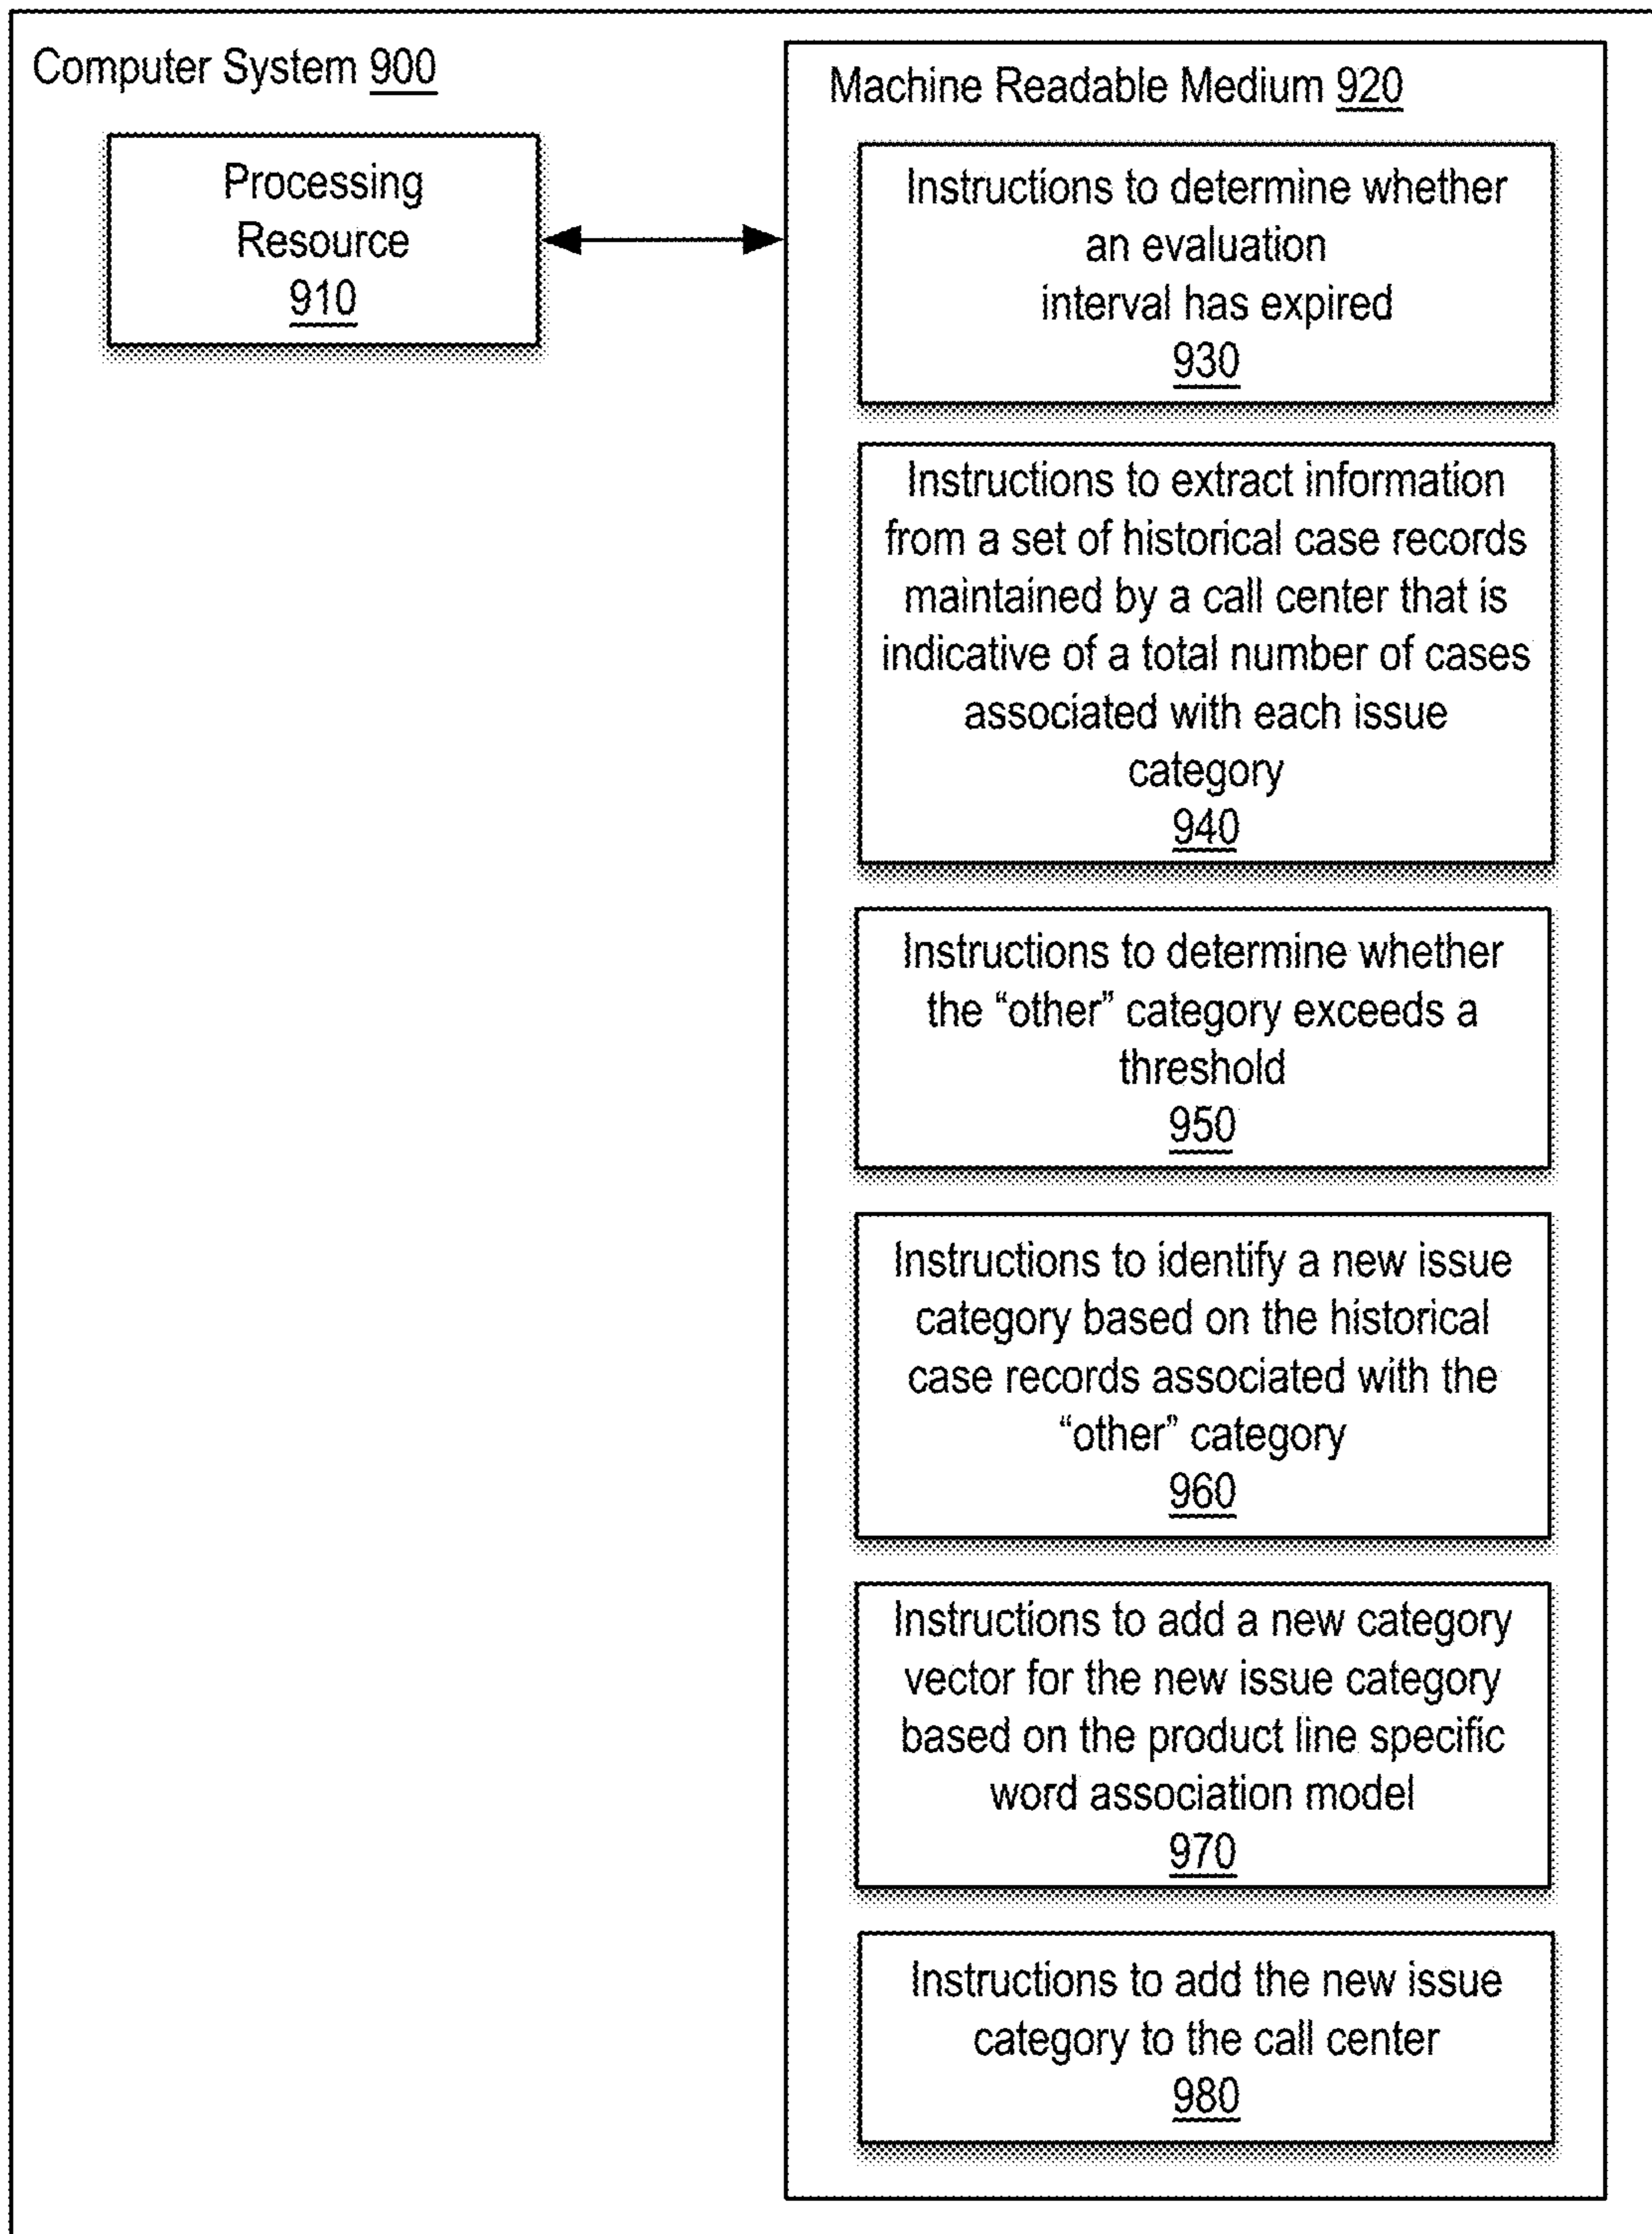 Computer System 900
Processing
Resource
910
Machine Readable Medium 920
Instructions to determine whether
an evaluation
interval has expired
930
Instructions to extract information
from a set of historical case records
maintained by a call center that is
indicative of a total number of cases
associated with each issue
category
940
Instructions to determine whether
the “other” category exceeds a
threshold
950
Instructions to identify a new issue
category based on the historical
case records associated with the
“other” category
960
Instructions to add a new category
vector for the new issue category
based on the product line specific
word association model
970
Instructions to add the new issue
category to the call center
980